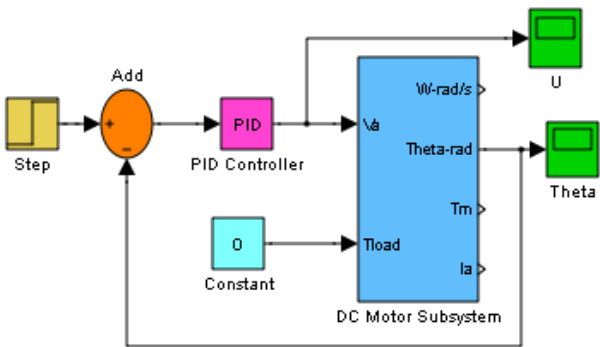 Add
U
Step
+
−
PID
PID Controller
Va
W-rad/s
Theta-rad
Theta
0
Constant
Tload
Tm
Ia
DC Motor Subsystem